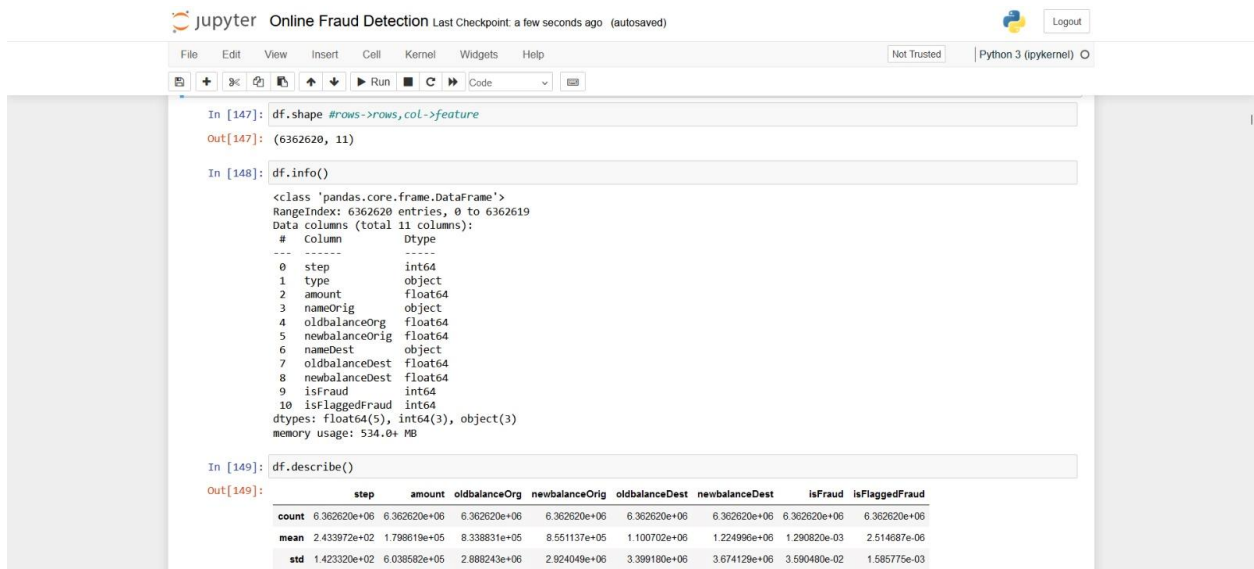 jupyter Online Fraud Detection Last Checkpoint: a few seconds ago (autosaved)
Logout
File Edit View Insert Cell Kernel Widgets Help
Not Trusted
Python 3 (ipykernel)
Run
Code
In [147]: df.shape #rows->rows,col->feature
Out[147]: (6362620, 11)
In [148]: df.info()
<class 'pandas.core.frame.DataFrame'>
RangeIndex: 6362620 entries, 0 to 6362619
Data columns (total 11 columns):
# Column Dtype
--- ------ -----
0 step int64
1 type object
2 amount float64
3 nameOrig object
4 oldbalanceOrg float64
5 newbalanceOrig float64
6 nameDest object
7 oldbalanceDest float64
8 newbalanceDest float64
9 isFraud int64
10 isFlaggedFraud int64
dtypes: float64(5), int64(3), object(3)
memory usage: 534.0+ MB
In [149]: df.describe()
Out[149]:
step amount oldbalanceOrg newbalanceOrig oldbalanceDest newbalanceDest isFraud isFlaggedFraud
count 6.362620e+06 6.362620e+06 6.362620e+06 6.362620e+06 6.362620e+06 6.362620e+06 6.362620e+06 6.362620e+06
mean 2.433972e+02 1.798619e+05 8.338831e+05 8.551137e+05 1.100702e+06 1.224996e+06 1.290820e-03 2.514687e-06
std 1.423320e+02 6.038582e+05 2.888243e+06 2.924049e+06 3.399180e+06 3.674129e+06 3.590480e-02 1.585775e-03